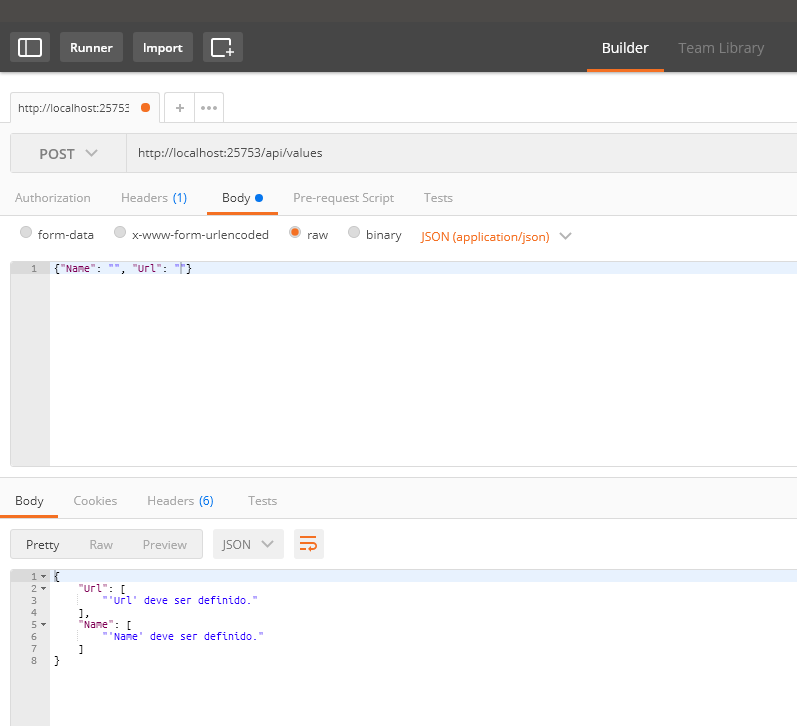 Runner Import Builder Team Library
http://localhost:25753 + •••
POST http://localhost:25753/api/values
Authorization Headers (1) Body Pre-request Script Tests
form-data x-www-form-urlencoded raw binary JSON (application/json)
1 {"Name": "", "Url": ""}
Body Cookies Headers (6) Tests
Pretty Raw Preview JSON
1 {
2 "Url": [
3 "'Url' deve ser definido."
4 ],
5 "Name": [
6 "'Name' deve ser definido."
7 ]
8 }